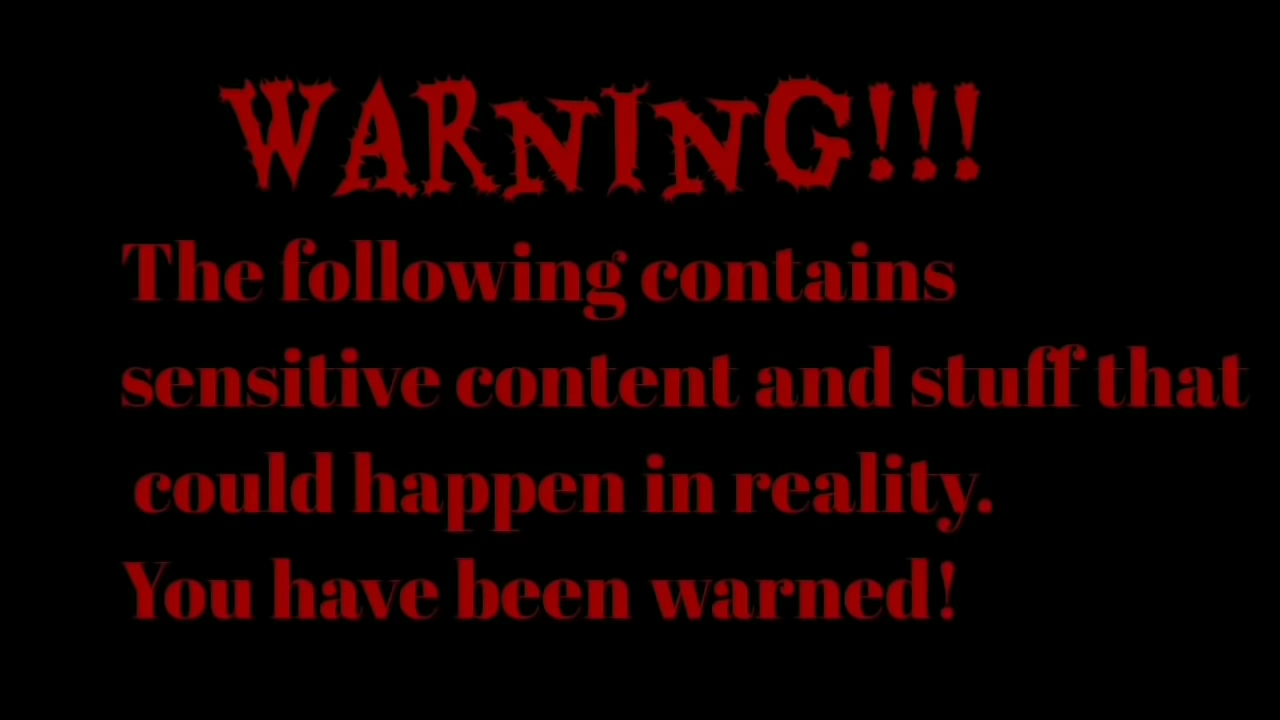 WARNING!!!
The following contains
sensitive content and stuff that
could happen in reality.
You have been warned!